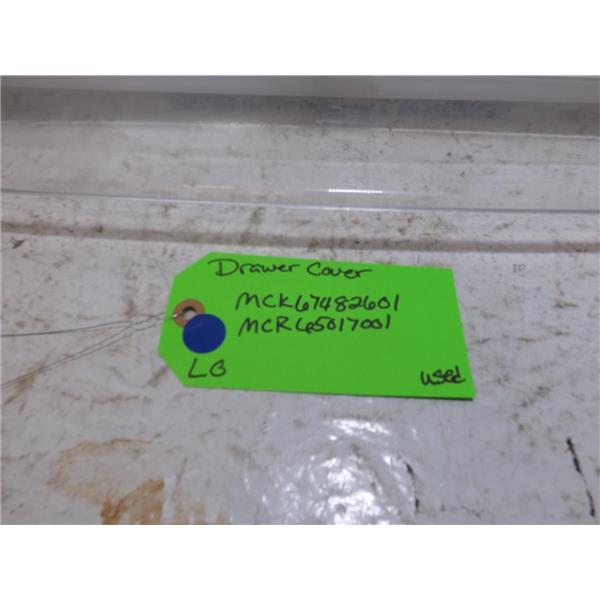 Drawer Cover
MCK67482601
MCR65017001
LG
used